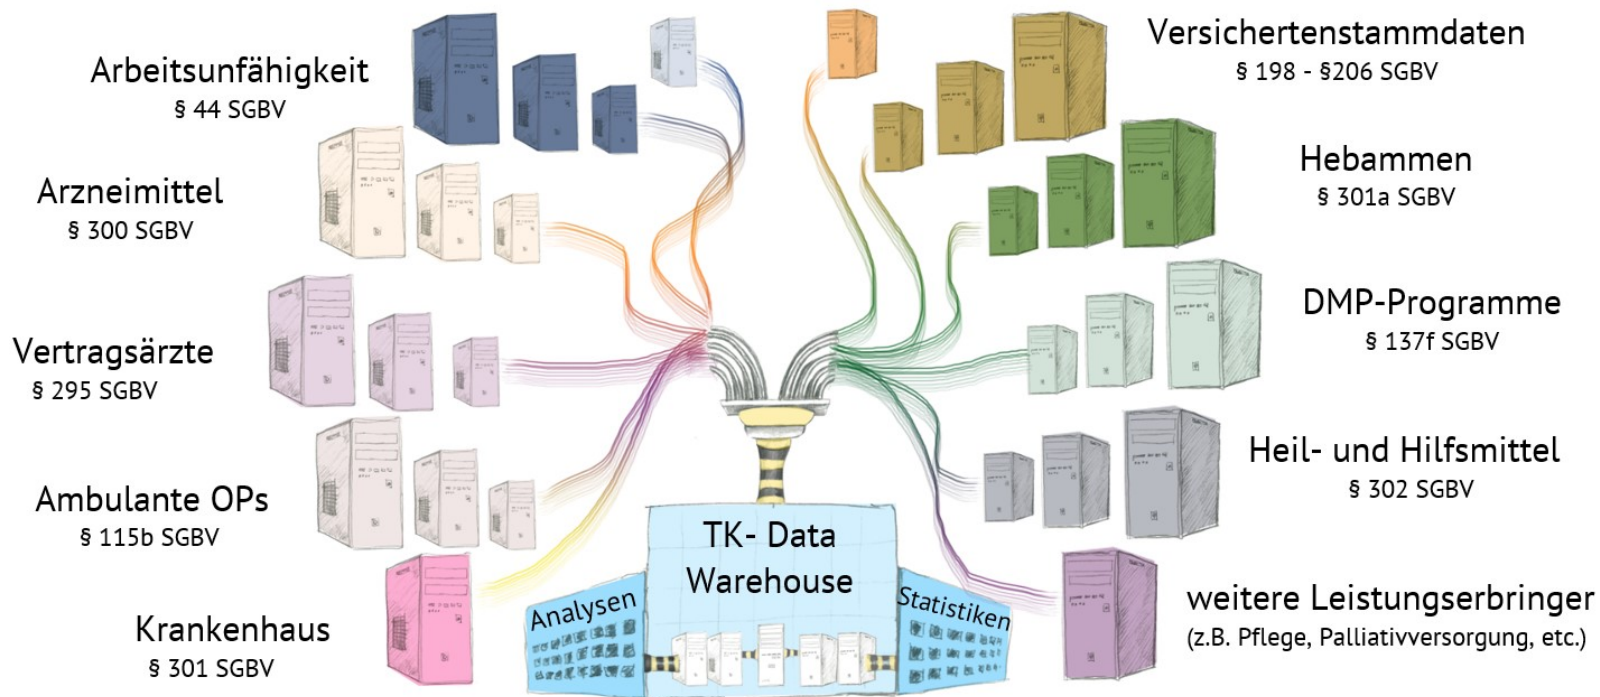 Arbeitsunfähigkeit
§ 44 SGBV
Arzneimittel
§ 300 SGBV
Vertragsärzte
§ 295 SGBV
Ambulante OPs
§ 115b SGBV
Krankenhaus
§ 301 SGBV
Versichertenstammdaten
§ 198 - §206 SGBV
Hebammen
§ 301a SGBV
DMP-Programme
§ 137f SGBV
Heil- und Hilfsmittel
§ 302 SGBV
weitere Leistungserbringer
(z.B. Pflege, Palliativversorgung, etc.)
TK- Data
Warehouse
Analysen
Statistiken